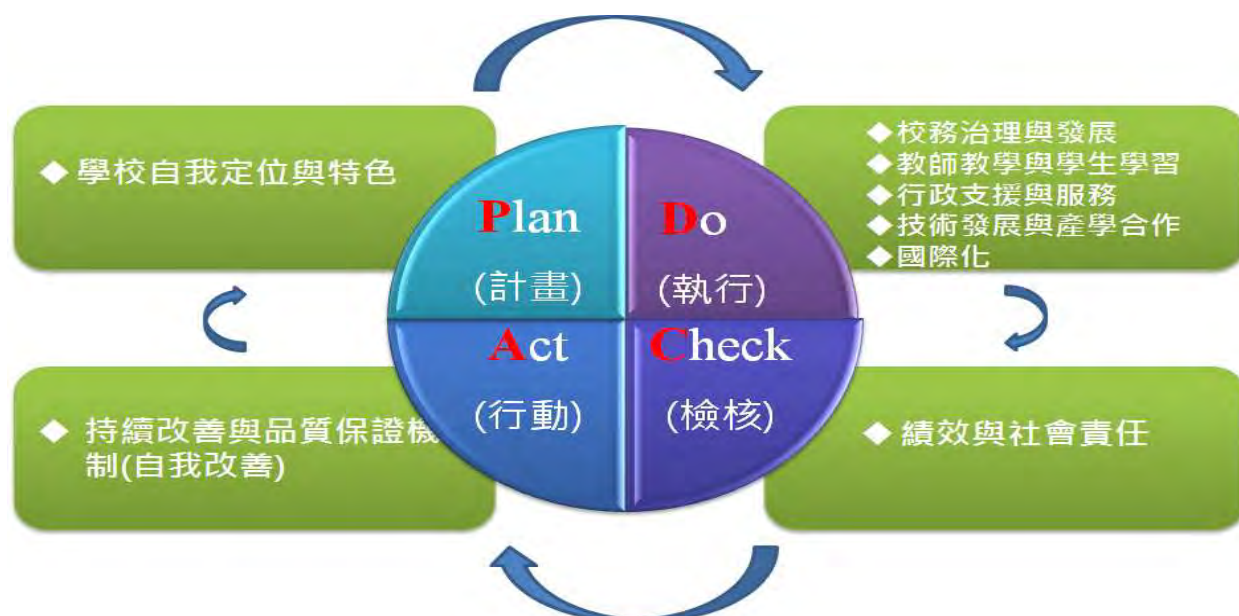 ◆ 學校自我定位與特色
◆校務治理與發展
◆教師教學與學生學習
◆行政支援與服務
◆技術發展與產學合作
◆國際化
Plan
(計畫)
Do
(執行)
Act
(行動)
Check
(檢核)
◆ 持續改善與品質保證機
制(自我改善)
◆ 績效與社會責任